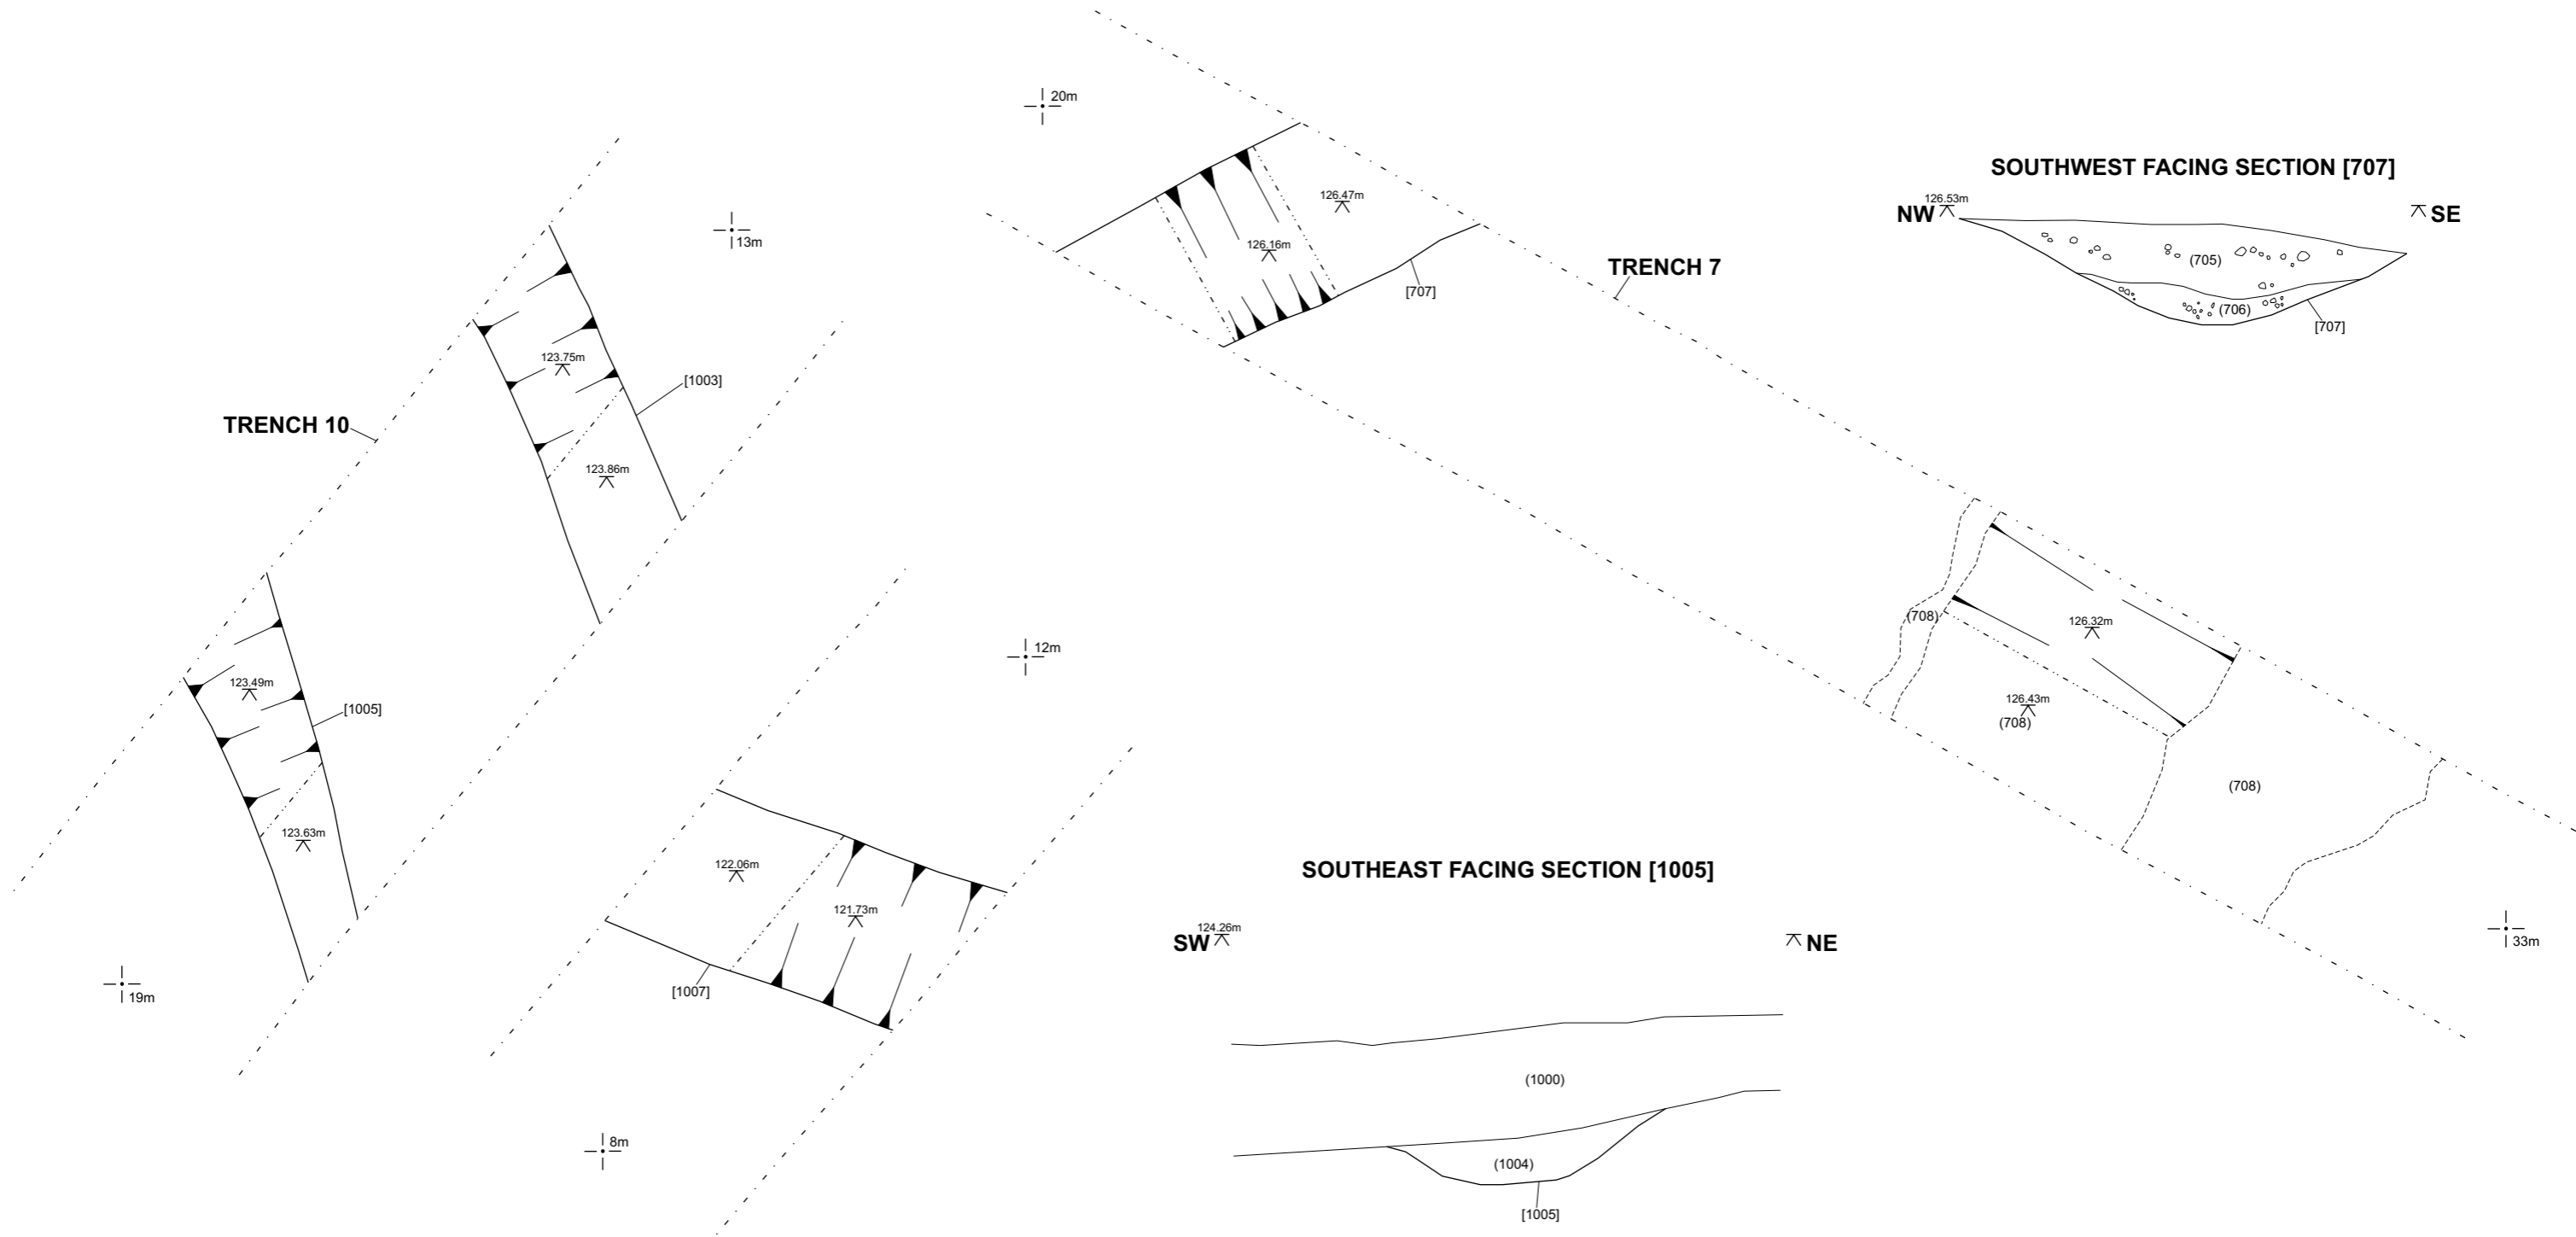 20m
13m
126.47m
126.16m
[707]
TRENCH 7
SOUTHWEST FACING SECTION [707]
126.53m
NW
SE
(705)
(706)
[707]
123.75m
[1003]
TRENCH 10
123.86m
123.49m
[1005]
123.63m
19m
12m
122.06m
121.73m
[1007]
8m
(708)
126.32m
126.43m
(708)
(708)
33m
SOUTHEAST FACING SECTION [1005]
124.26m
SW
NE
(1000)
(1004)
[1005]